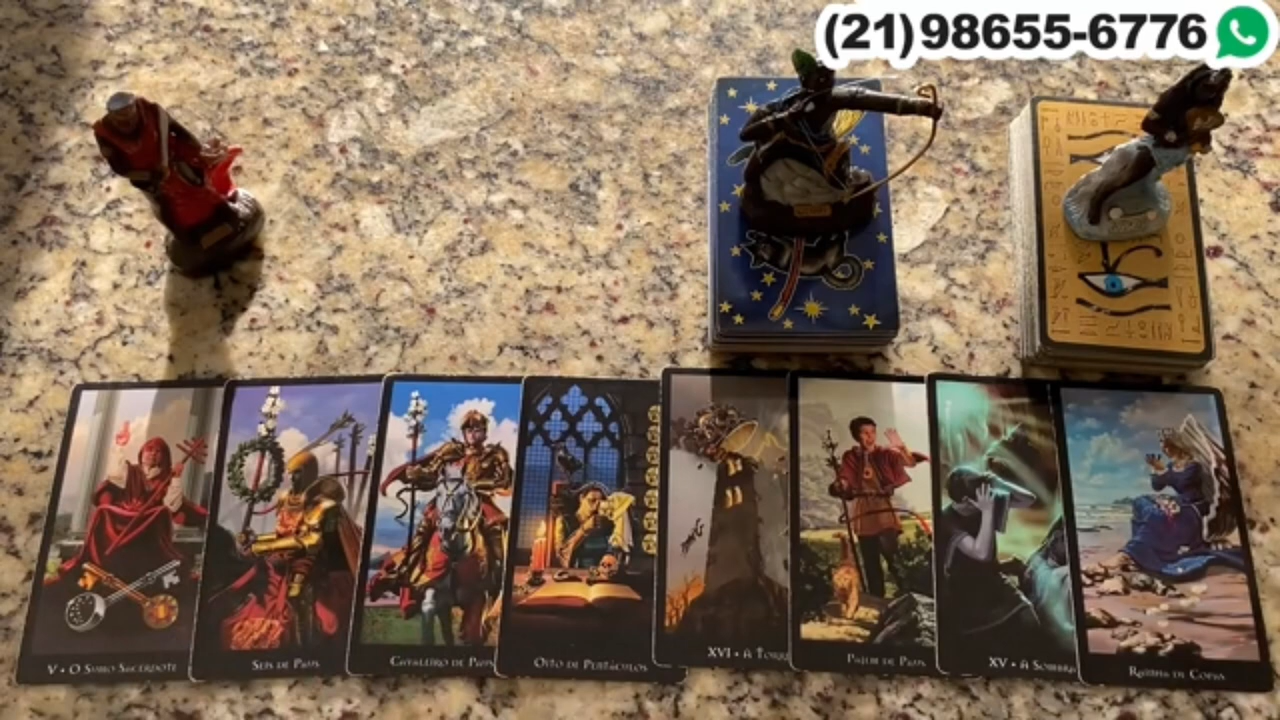 (21)98655-6776
V • O Sumo Sacerdote
Seis de Paus
Cavaleiro de Paus
Oito de Pentáculos
XVI • A Torre
Pajem de Paus
XV • A Sombra
Rainha de Copas